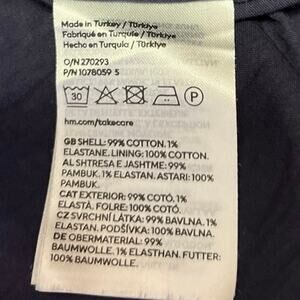 Made in Turkey / Türkiye
Fabriqué en Turquie / Türkiye
Hecho en Turquía / Türkiye
O/N 270293
P/N 1078059 5
30
P
hm.com/takecare
GB SHELL: 99% COTTON. 1%
ELASTANE. LINING: 100% COTTON.
AL SHTRESA E JASHTME: 99%
PAMBUK. 1% ELASTAN. ASTARI: 100%
PAMBUK.
CAT EXTERIOR: 99% COTÓ. 1%
ELASTÀ. FOLRE: 100% COTÓ.
CZ SVRCHNÍ LÁTKA: 99% BAVLNA. 1%
ELASTAN. PODŠÍVKA: 100% BAVLNA.
DE OBERMATERIAL: 99%
BAUMWOLLE. 1% ELASTHAN. FUTTER:
100% BAUMWOLLE.